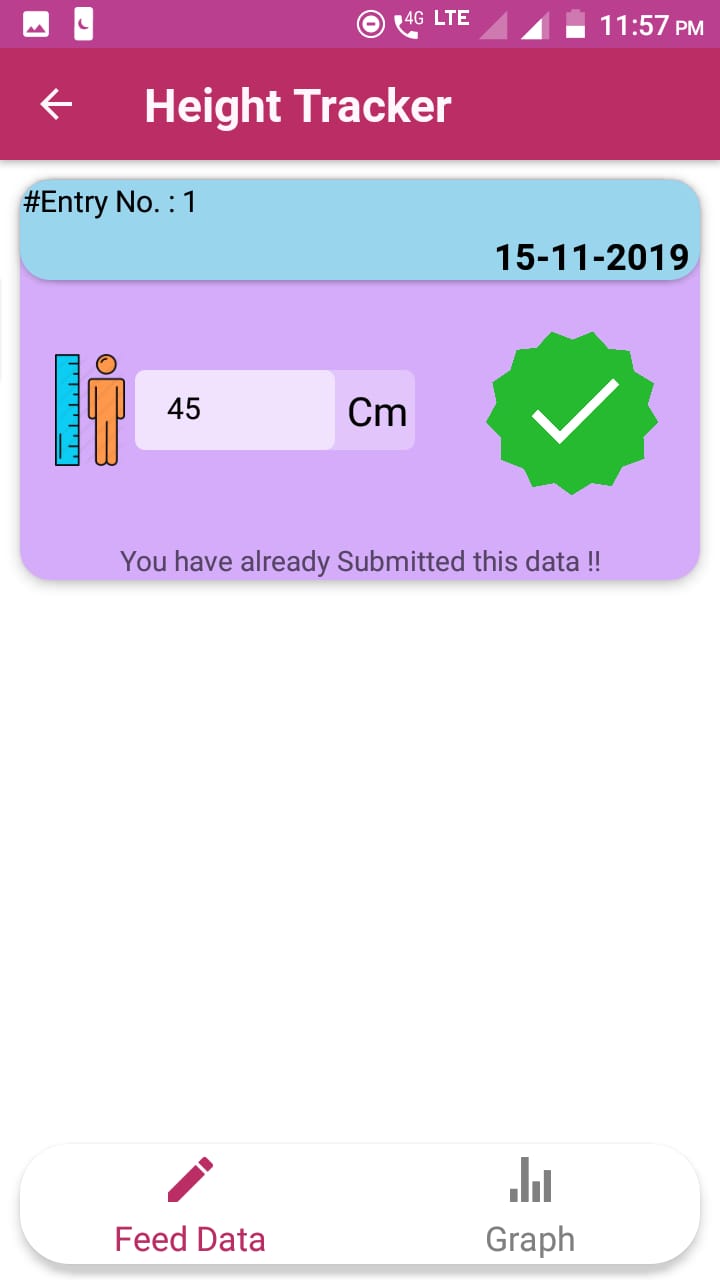 4G LTE 11:57 PM
Height Tracker
#Entry No. : 1
15-11-2019
45 Cm
You have already Submitted this data !!
Feed Data Graph